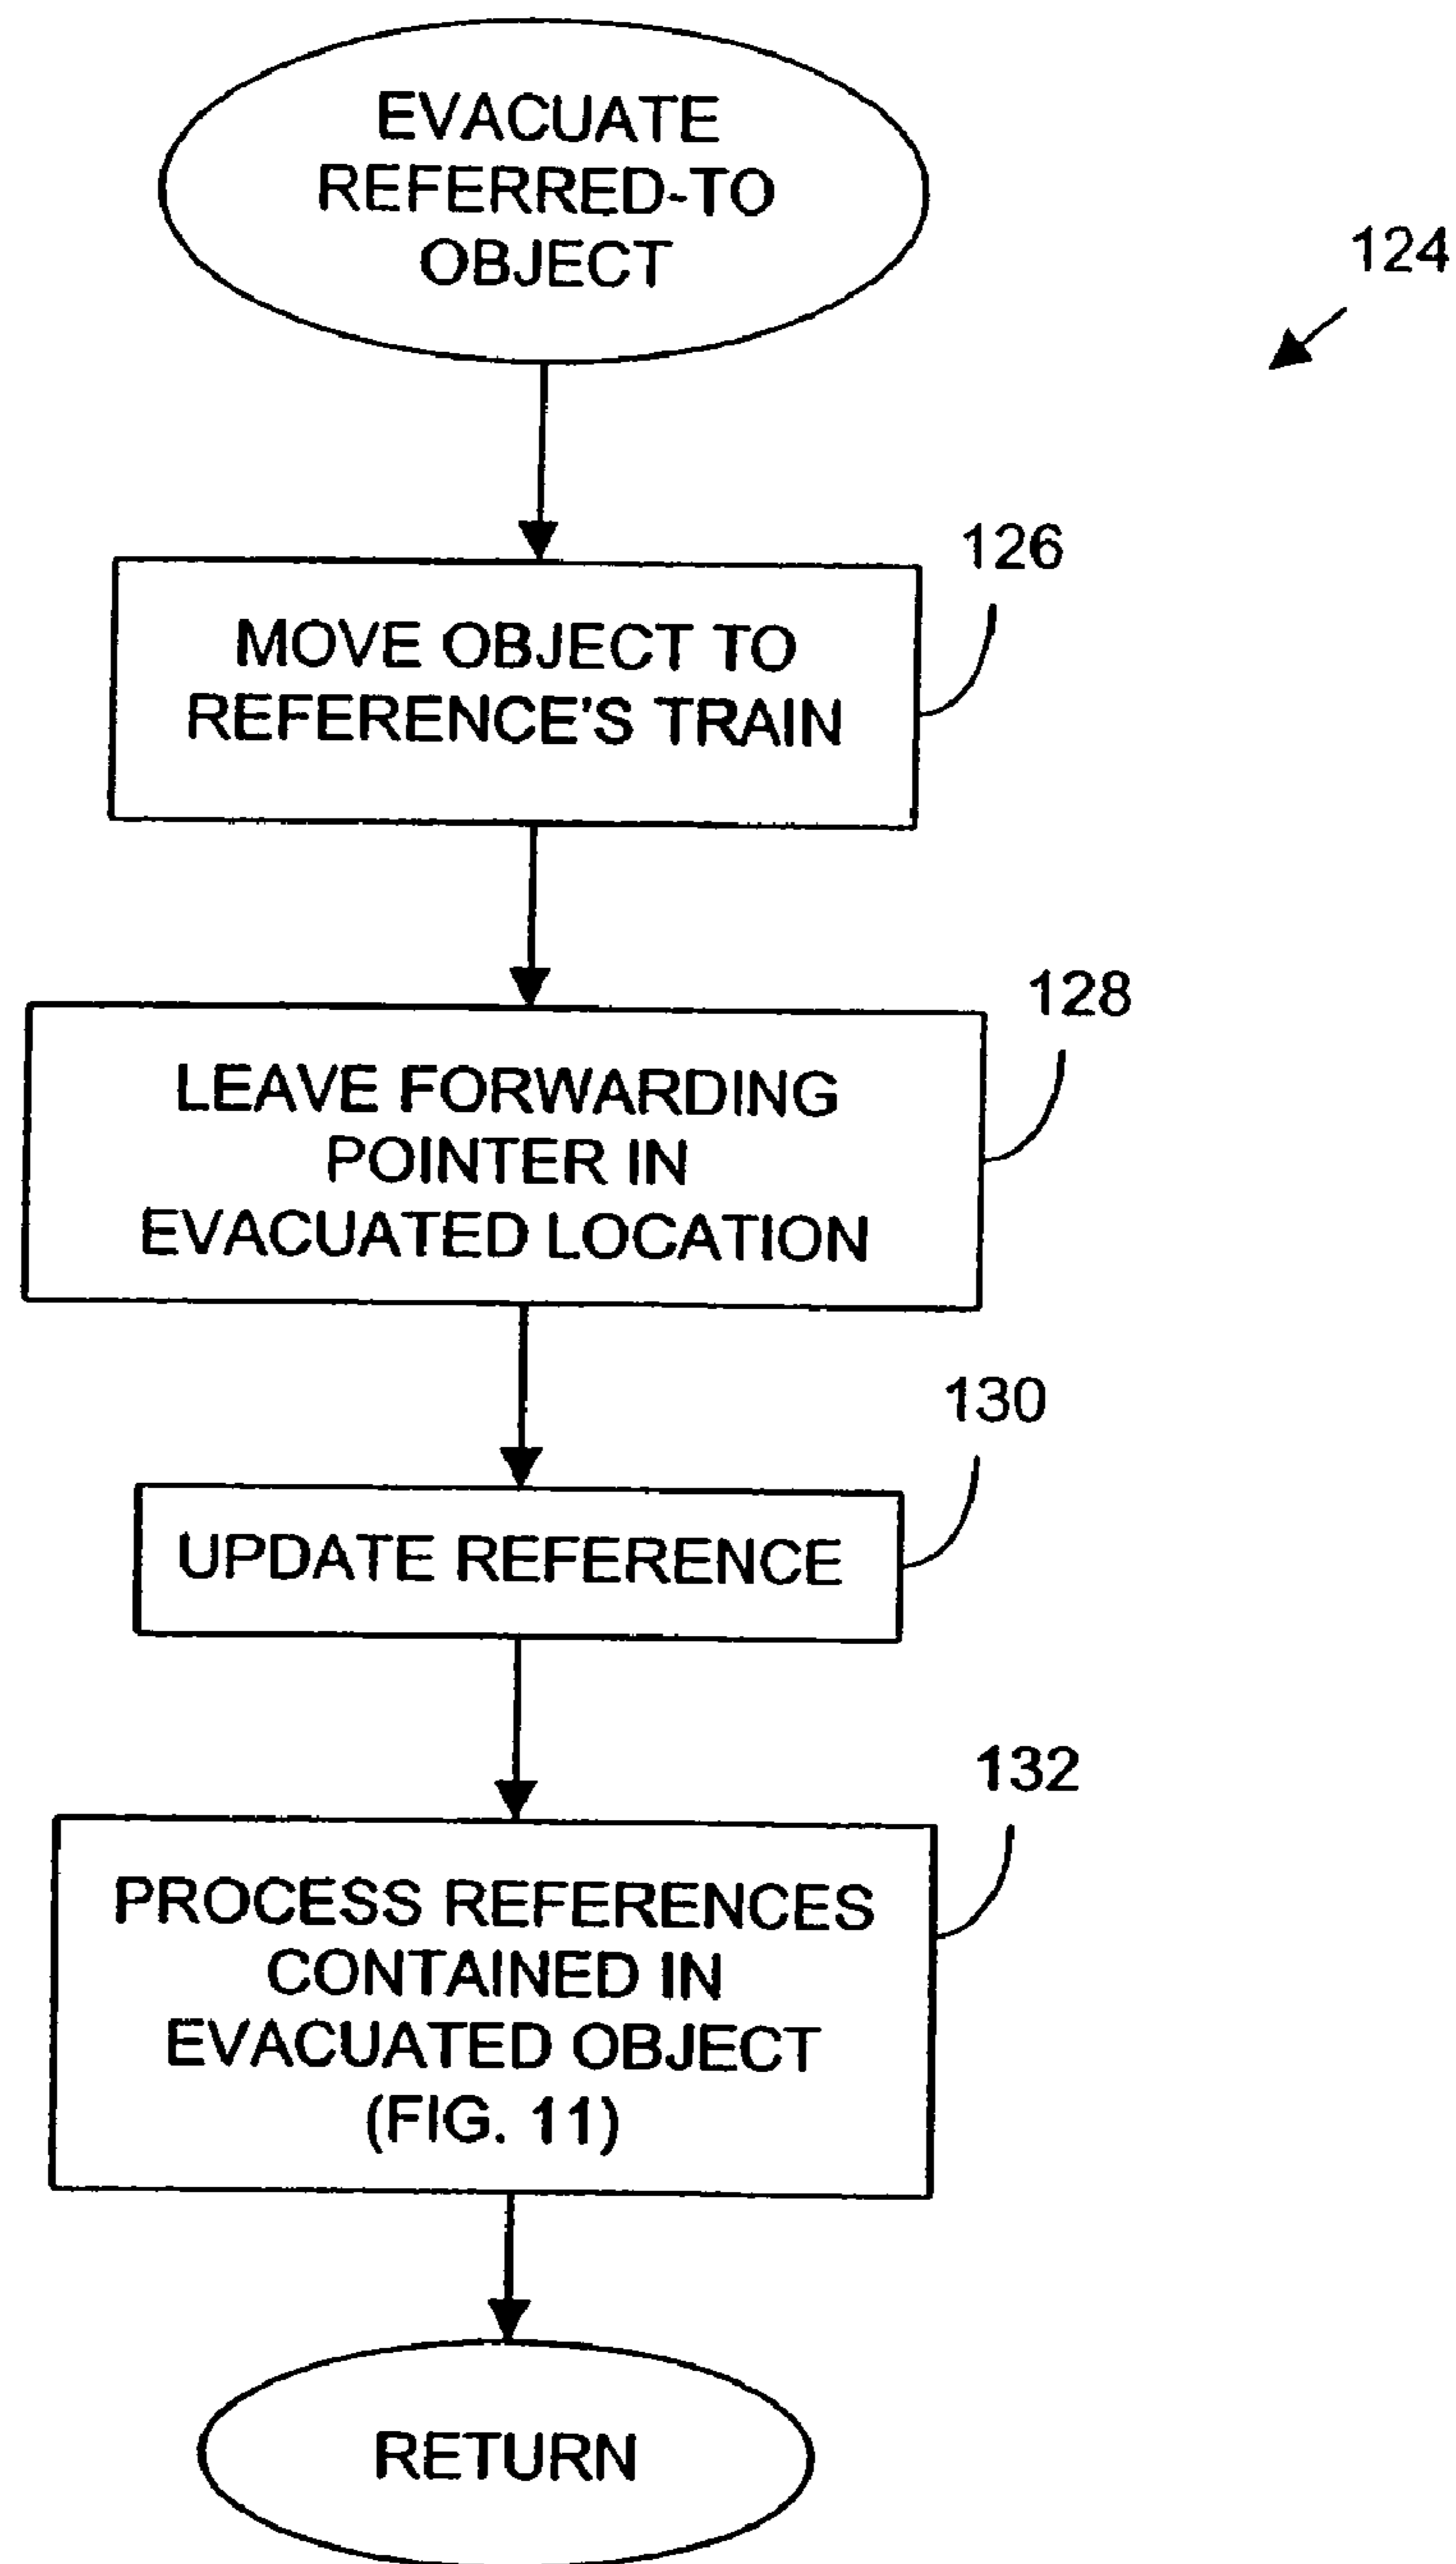 EVACUATE
REFERRED-TO
OBJECT
124
126
MOVE OBJECT TO
REFERENCE'S TRAIN
128
LEAVE FORWARDING
POINTER IN
EVACUATED LOCATION
130
UPDATE REFERENCE
132
PROCESS REFERENCES
CONTAINED IN
EVACUATED OBJECT
(FIG. 11)
RETURN